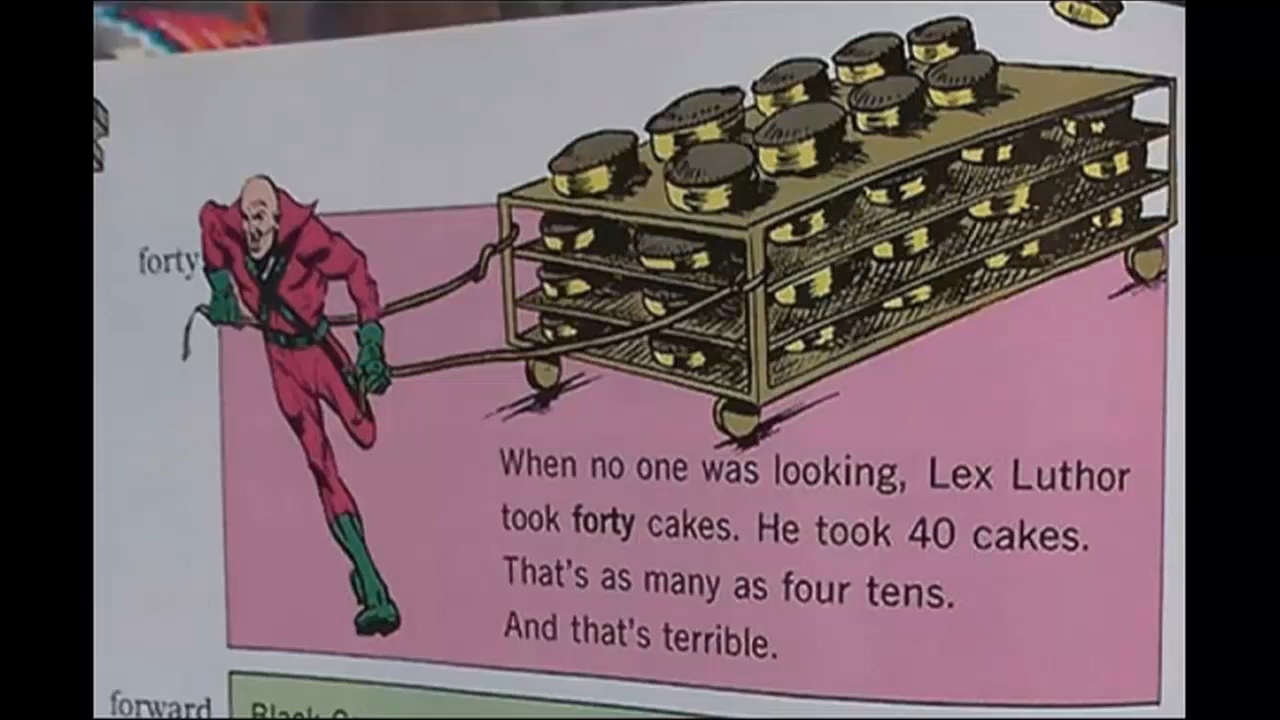 forty
When no one was looking, Lex Luthor
took forty cakes. He took 40 cakes.
That's as many as four tens.
And that's terrible.
forward
Black